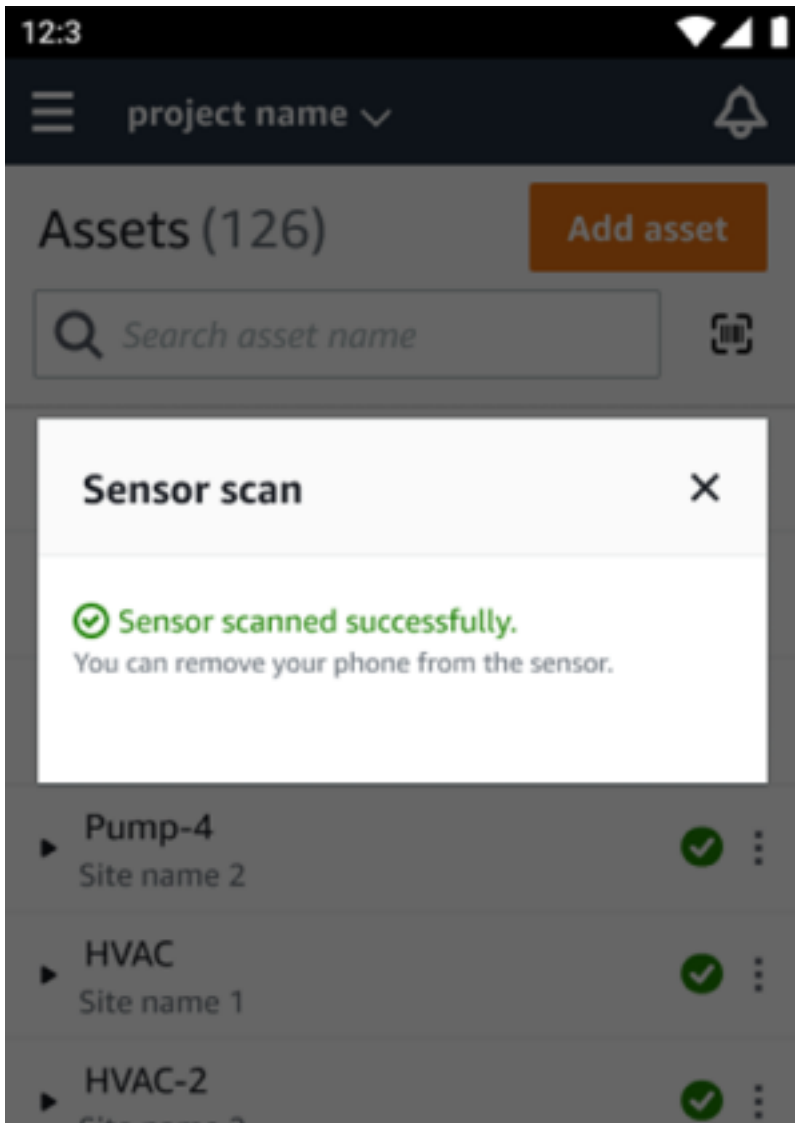 12:3
project name
Assets (126)
Add asset
Search asset name
Sensor scan
Sensor scanned successfully.
You can remove your phone from the sensor.
Pump-4
Site name 2
HVAC
Site name 1
HVAC-2